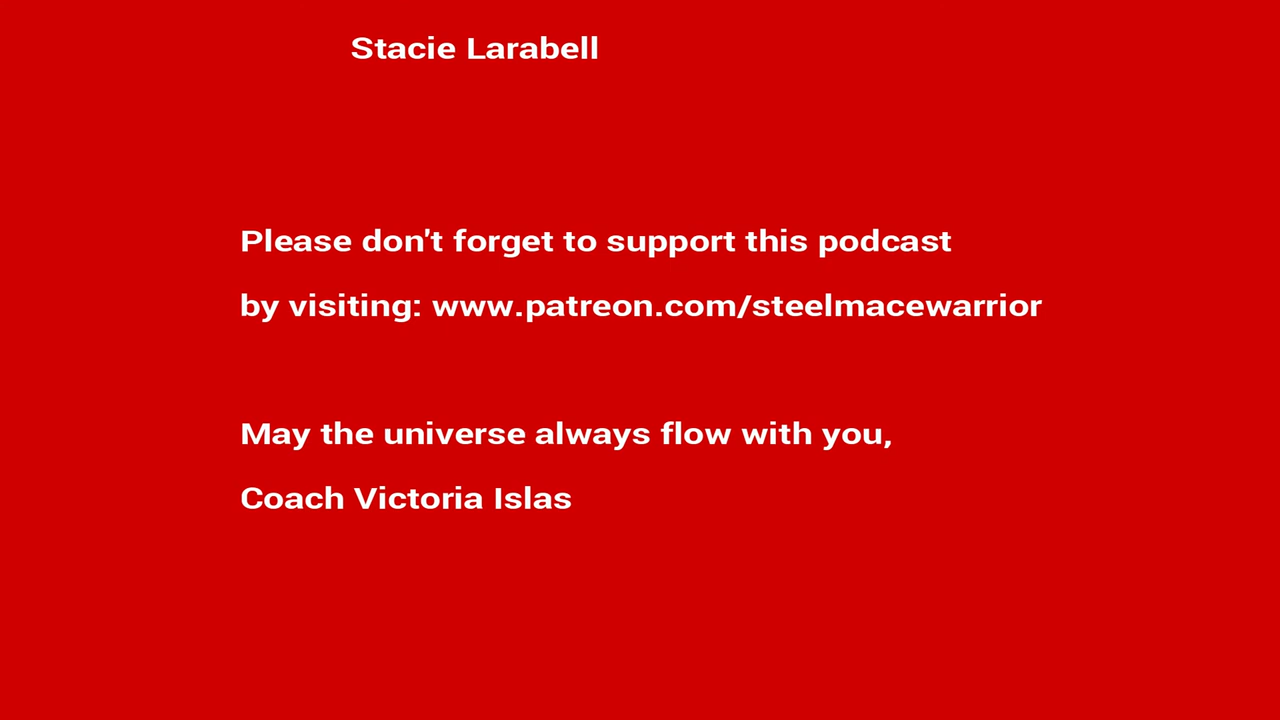 Stacie Larabell
Please don't forget to support this podcast
by visiting: www.patreon.com/steelmacewarrior
May the universe always flow with you,
Coach Victoria Islas